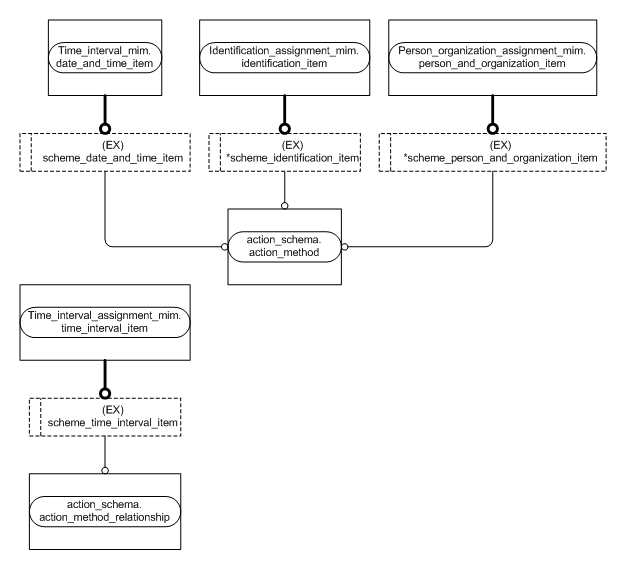 Time_interval_mim.
date_and_time_item
Identification_assignment_mim.
identification_item
Person_organization_assignment_mim.
person_and_organization_item
(EX)
scheme_date_and_time_item
(EX)
*scheme_identification_item
(EX)
*scheme_person_and_organization_item
action_schema.
action_method
Time_interval_assignment_mim.
time_interval_item
(EX)
scheme_time_interval_item
action_schema.
action_method_relationship